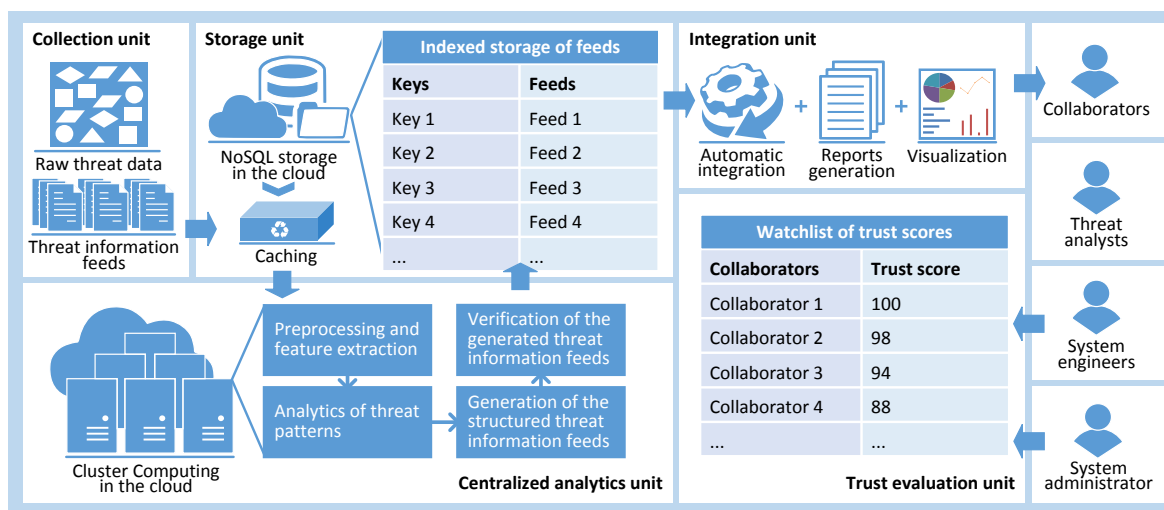 Collection unit
Raw threat data
Threat information
feeds
Storage unit
NoSQL storage
in the cloud
Caching
Indexed storage of feeds
Keys Feeds
Key 1 Feed 1
Key 2 Feed 2
Key 3 Feed 3
Key 4 Feed 4
... ...
Integration unit
Automatic
integration
+
Reports
generation
+
Visualization
Collaborators
Threat
analysts
System
engineers
System
administrator
Cluster Computing
in the cloud
Preprocessing and
feature extraction
Analytics of threat
patterns
Generation of the
structured threat
information feeds
Verification of the
generated threat
information feeds
Centralized analytics unit
Watchlist of trust scores
Collaborators Trust score
Collaborator 1 100
Collaborator 2 98
Collaborator 3 94
Collaborator 4 88
... ...
Trust evaluation unit